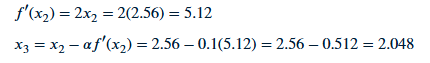 f′(x₂) = 2x₂ = 2(2.56) = 5.12
x₃ = x₂ – αf′(x₂) = 2.56 – 0.1(5.12) = 2.56 – 0.512 = 2.048